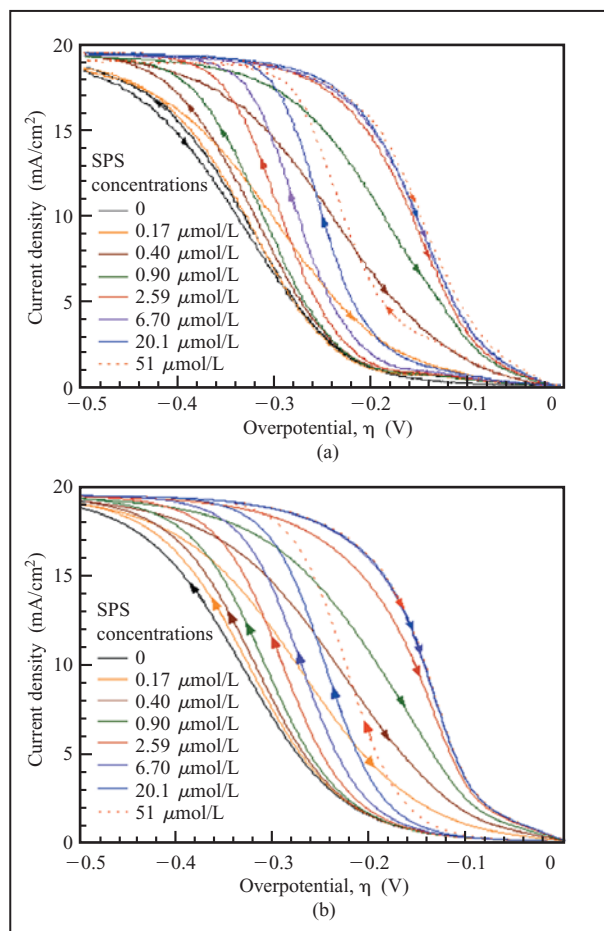 20
15
10
5
0
Current density (mA/cm²)
SPS
concentrations
0
0.17 μmol/L
0.40 μmol/L
0.90 μmol/L
2.59 μmol/L
6.70 μmol/L
20.1 μmol/L
51 μmol/L
−0.5 −0.4 −0.3 −0.2 −0.1 0
Overpotential, η (V)
(a)
20
15
10
5
0
Current density (mA/cm²)
SPS
concentrations
0
0.17 μmol/L
0.40 μmol/L
0.90 μmol/L
2.59 μmol/L
6.70 μmol/L
20.1 μmol/L
51 μmol/L
−0.5 −0.4 −0.3 −0.2 −0.1 0
Overpotential, η (V)
(b)